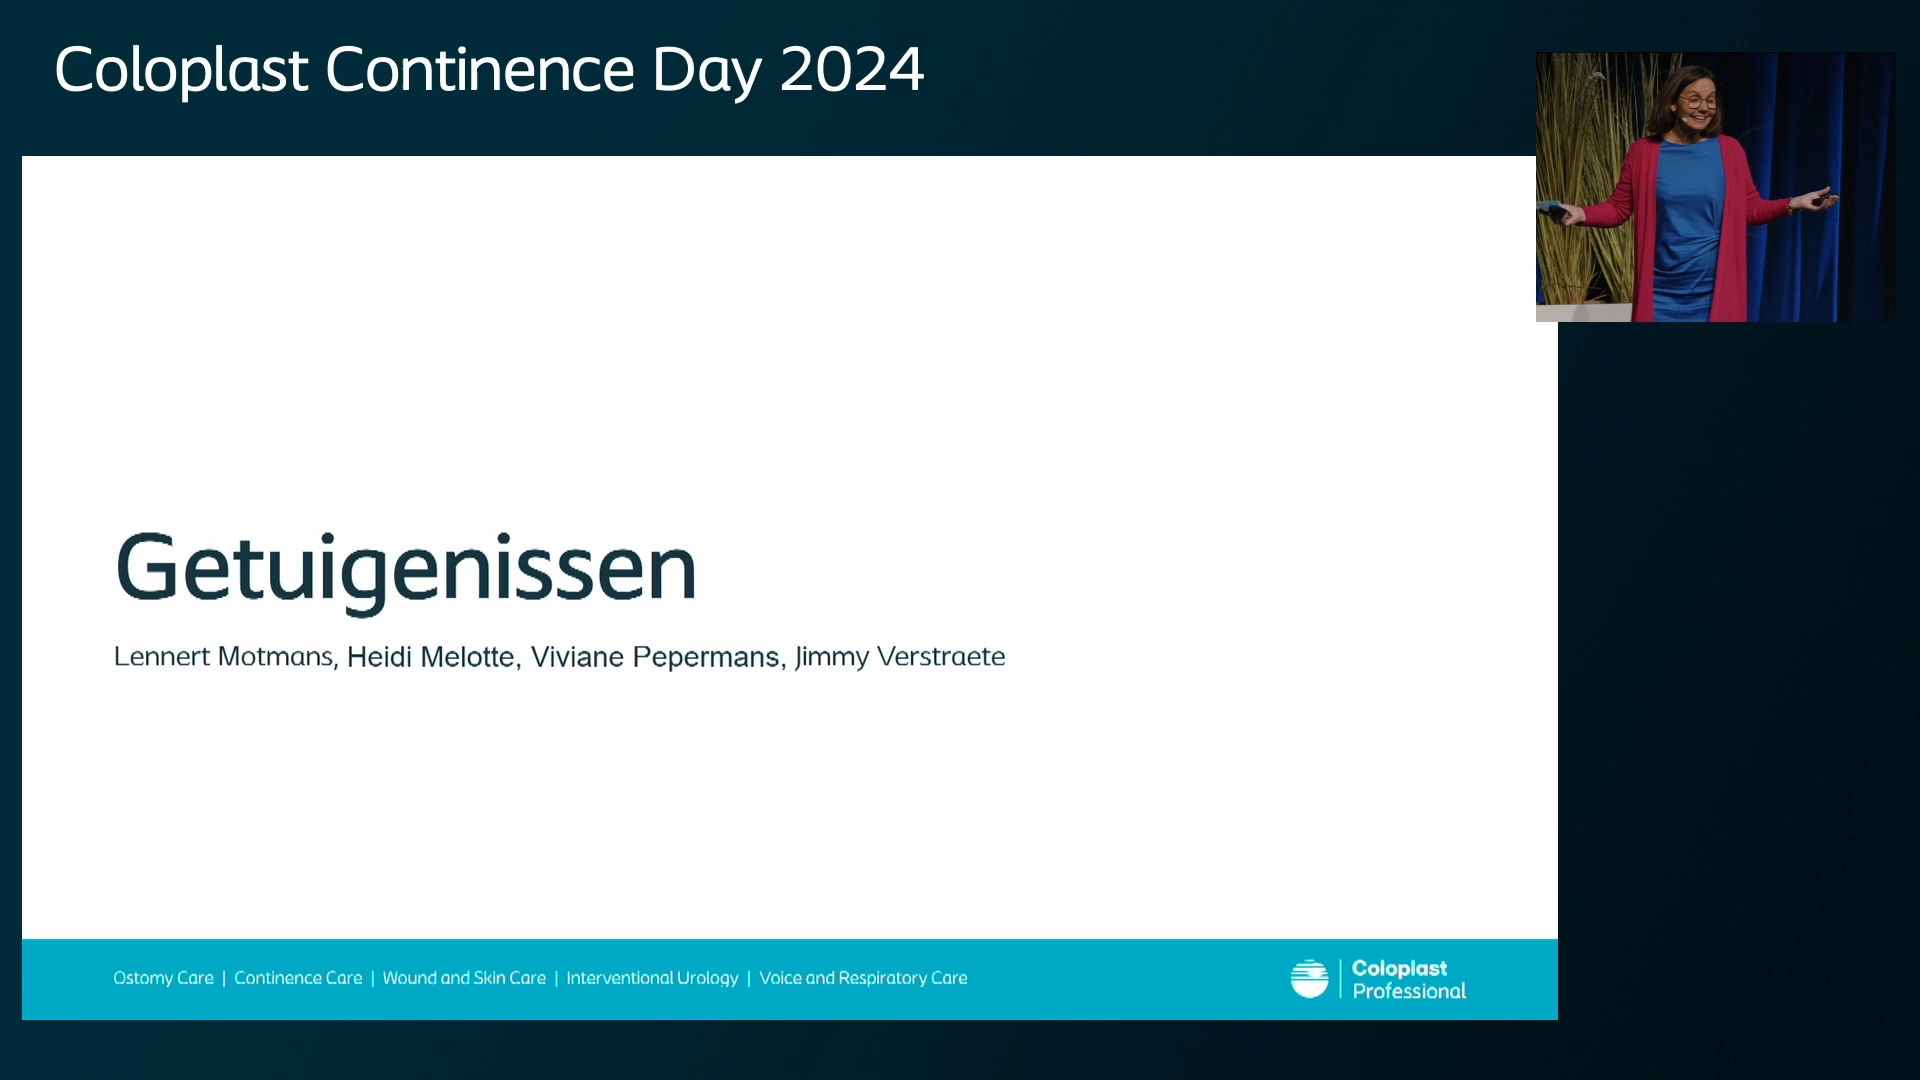 Coloplast Continence Day 2024
Getuigenissen
Lennert Motmans, Heidi Melotte, Viviane Pepermans, Jimmy Verstraete
Ostomy Care | Continence Care | Wound and Skin Care | Interventional Urology | Voice and Respiratory Care
Coloplast
Professional